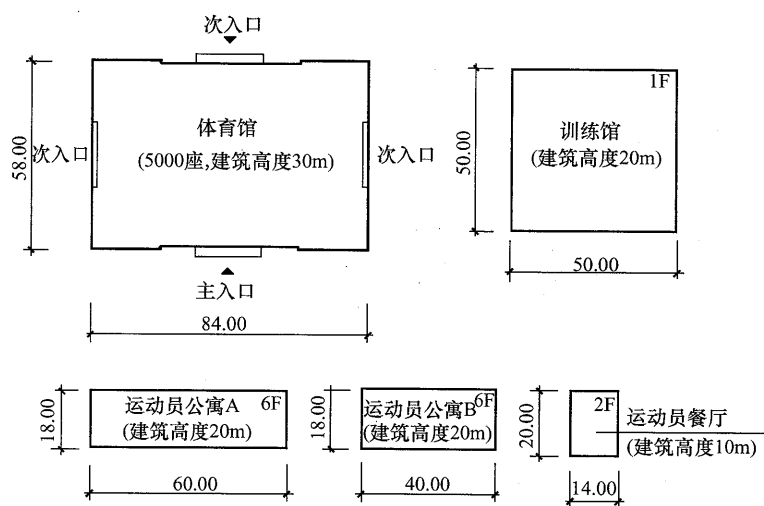 次入口
体育馆
(5000座,建筑高度30m)
次入口
次入口
主入口
58.00
84.00
1F
训练馆
(建筑高度20m)
50.00
50.00
运动员公寓A
6F
(建筑高度20m)
18.00
60.00
运动员公寓B
6F
(建筑高度20m)
18.00
40.00
2F
运动员餐厅
(建筑高度10m)
20.00
14.00